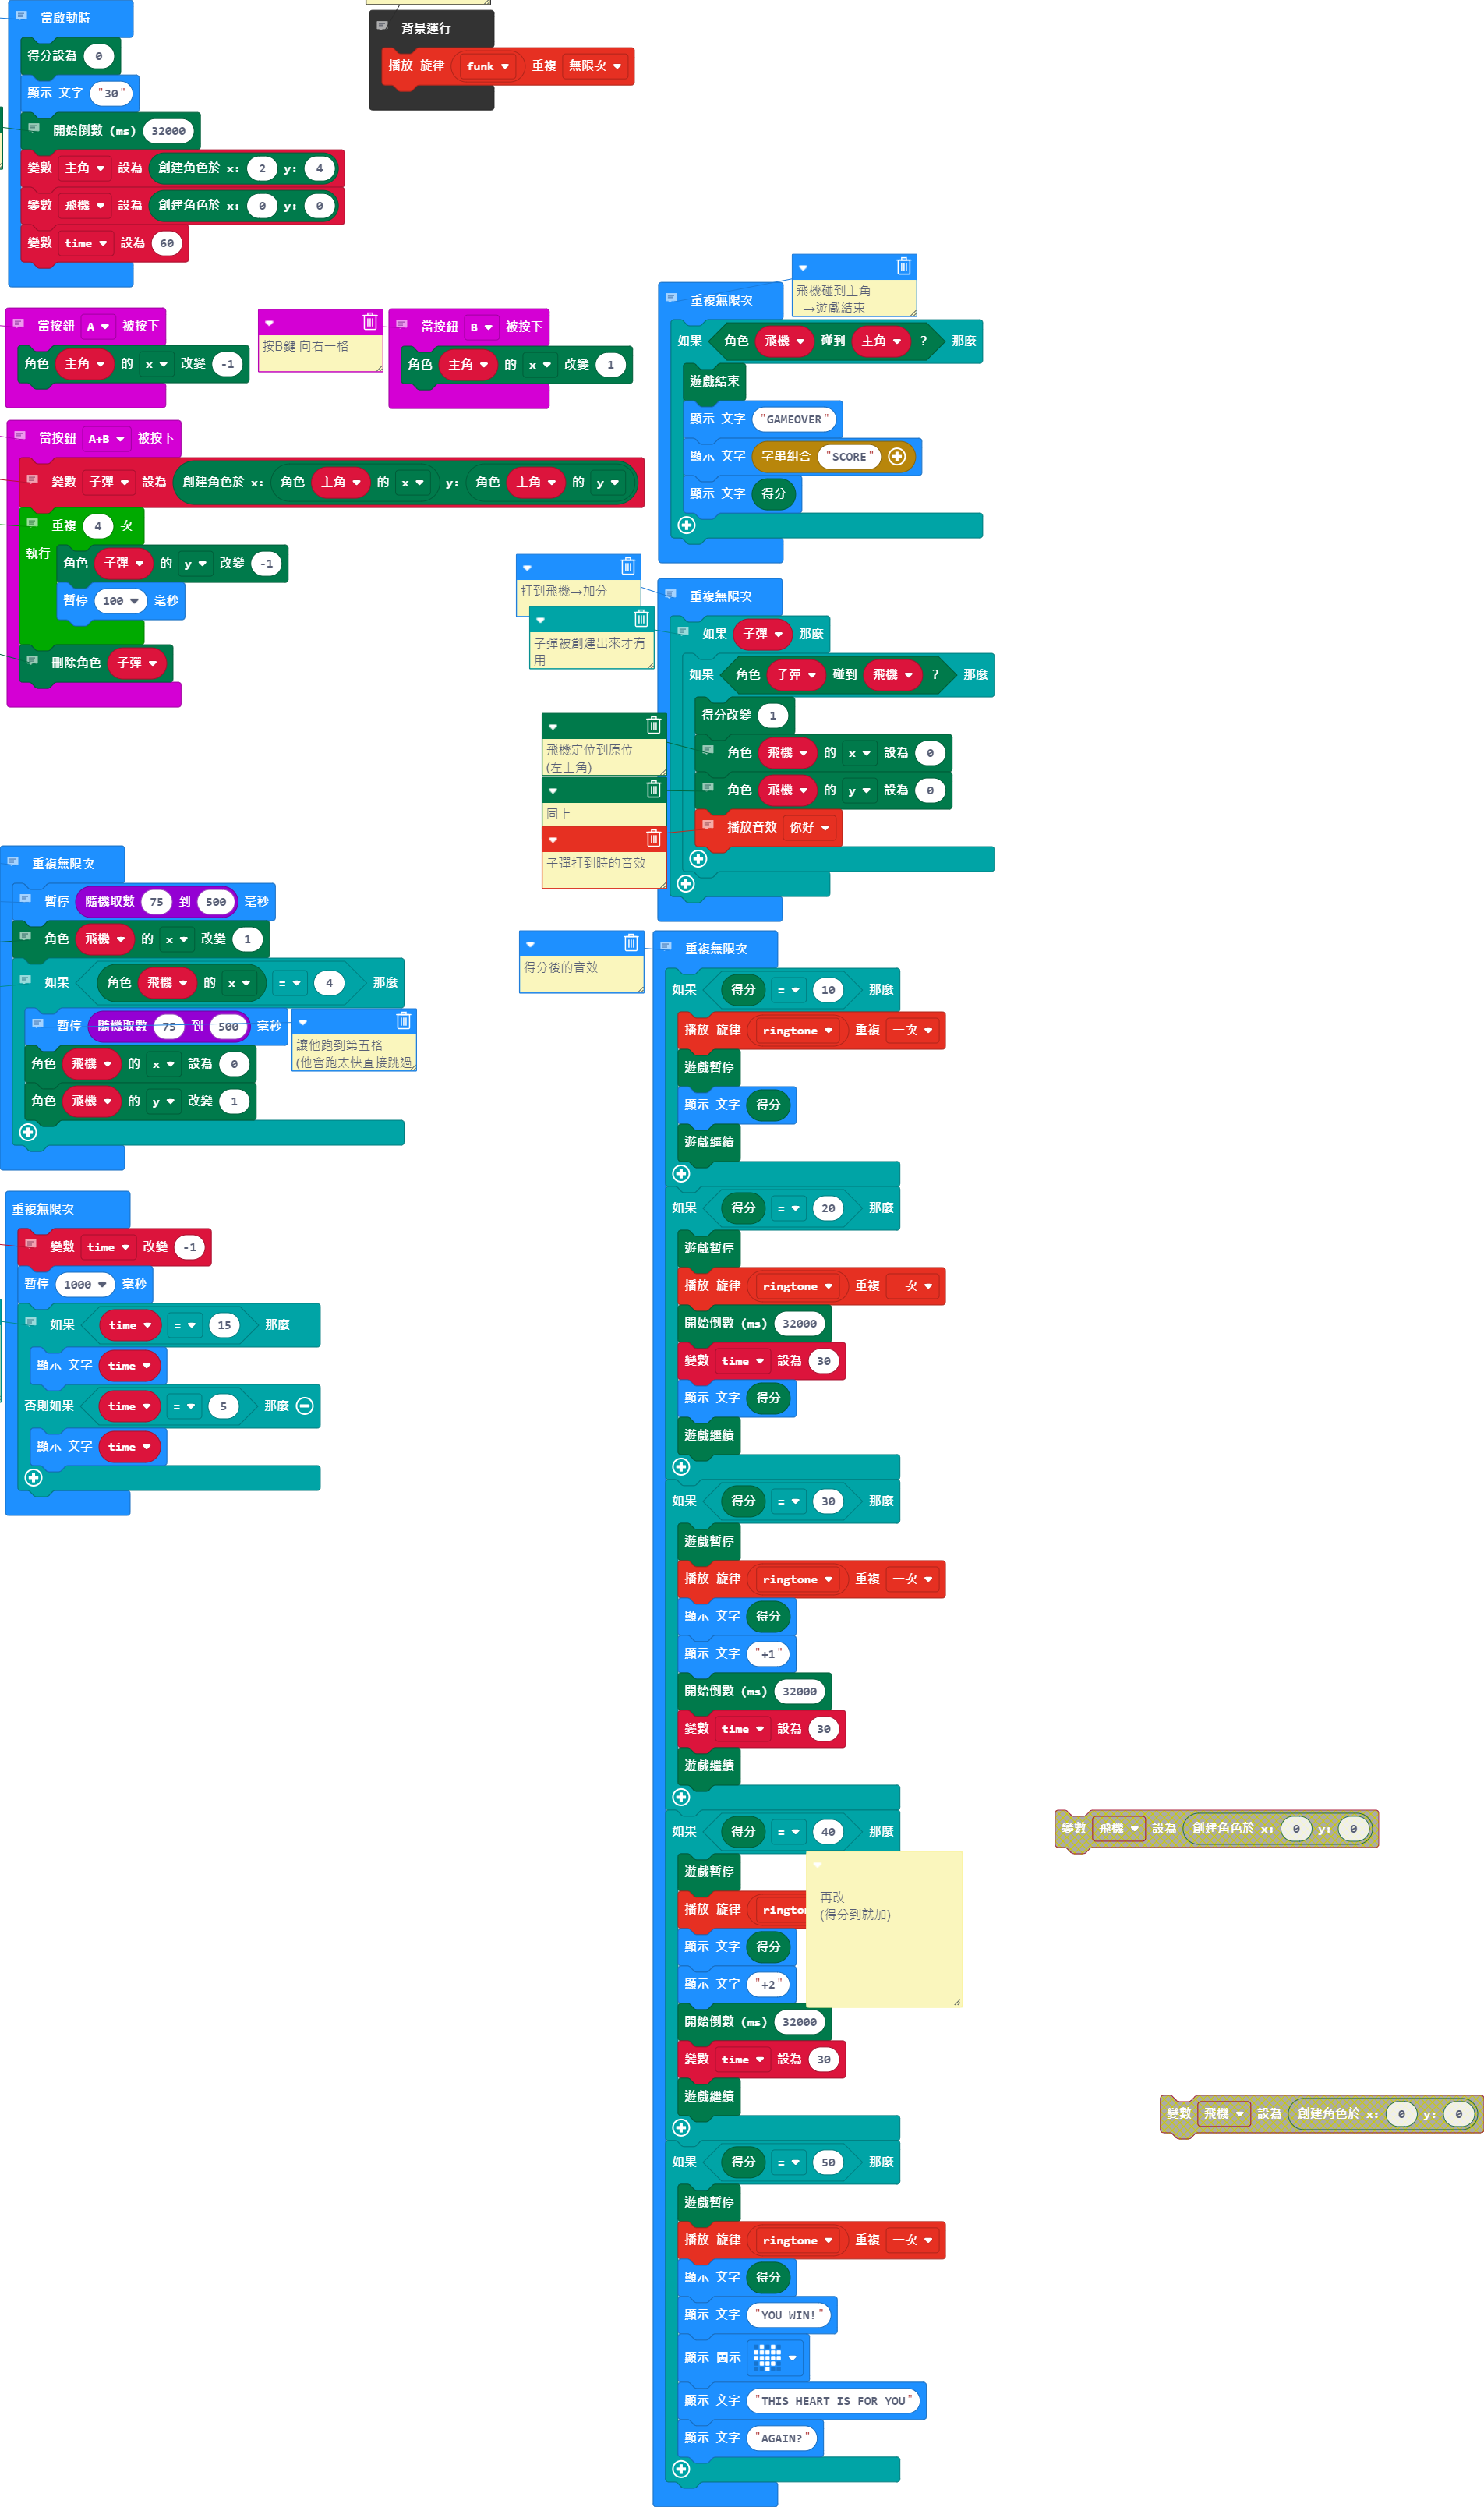 當啟動時
得分設為 0
顯示 文字 "30"
開始倒數 (ms) 32000
變數 主角 設為 創建角色於 x: 2 y: 4
變數 飛機 設為 創建角色於 x: 0 y: 0
變數 time 設為 60
背景運行
播放 旋律 funk 重複 無限次
當按鈕 A 被按下
角色 主角 的 x 改變 -1
按B鍵 向右一格
當按鈕 B 被按下
角色 主角 的 x 改變 1
當按鈕 A+B 被按下
變數 子彈 設為 創建角色於 x: 角色 主角 的 x y: 角色 主角 的 y
重複 4 次
執行
角色 子彈 的 y 改變 -1
暫停 100 毫秒
刪除角色 子彈
重複無限次
暫停 隨機取數 75 到 500 毫秒
角色 飛機 的 x 改變 1
如果 角色 飛機 的 x = 4 那麼
暫停 隨機取數 75 到 500 毫秒
角色 飛機 的 x 設為 0
角色 飛機 的 y 改變 1
讓他跑到第五格
(他會跑太快直接跳過
重複無限次
變數 time 改變 -1
暫停 1000 毫秒
如果 time = 15 那麼
顯示 文字 time
否則如果 time = 5 那麼
顯示 文字 time
飛機碰到主角
→遊戲結束
重複無限次
如果 角色 飛機 碰到 主角 ? 那麼
遊戲結束
顯示 文字 "GAMEOVER"
顯示 文字 字串組合 "SCORE"
顯示 文字 得分
打到飛機→加分
子彈被創建出來才有
用
重複無限次
如果 子彈 那麼
如果 角色 子彈 碰到 飛機 ? 那麼
得分改變 1
角色 飛機 的 x 設為 0
角色 飛機 的 y 設為 0
播放音效 你好
飛機定位到原位
(左上角)
同上
子彈打到時的音效
得分後的音效
重複無限次
如果 得分 = 10 那麼
播放 旋律 ringtone 重複 一次
遊戲暫停
顯示 文字 得分
遊戲繼續
如果 得分 = 20 那麼
遊戲暫停
播放 旋律 ringtone 重複 一次
開始倒數 (ms) 32000
變數 time 設為 30
顯示 文字 得分
遊戲繼續
如果 得分 = 30 那麼
遊戲暫停
播放 旋律 ringtone 重複 一次
顯示 文字 得分
顯示 文字 "+1"
開始倒數 (ms) 32000
變數 time 設為 30
遊戲繼續
如果 得分 = 40 那麼
遊戲暫停
播放 旋律
顯示 文字 得分
顯示 文字 "+2"
開始倒數 (ms) 32000
變數 time 設為 30
遊戲繼續
再改
(得分到就加)
如果 得分 = 50 那麼
遊戲暫停
播放 旋律 ringtone 重複 一次
顯示 文字 得分
顯示 文字 "YOU WIN!"
顯示 圖示
顯示 文字 "THIS HEART IS FOR YOU"
顯示 文字 "AGAIN?"
變數 飛機 設為 創建角色於 x: 0 y: 0
變數 飛機 設為 創建角色於 x: 0 y: 0